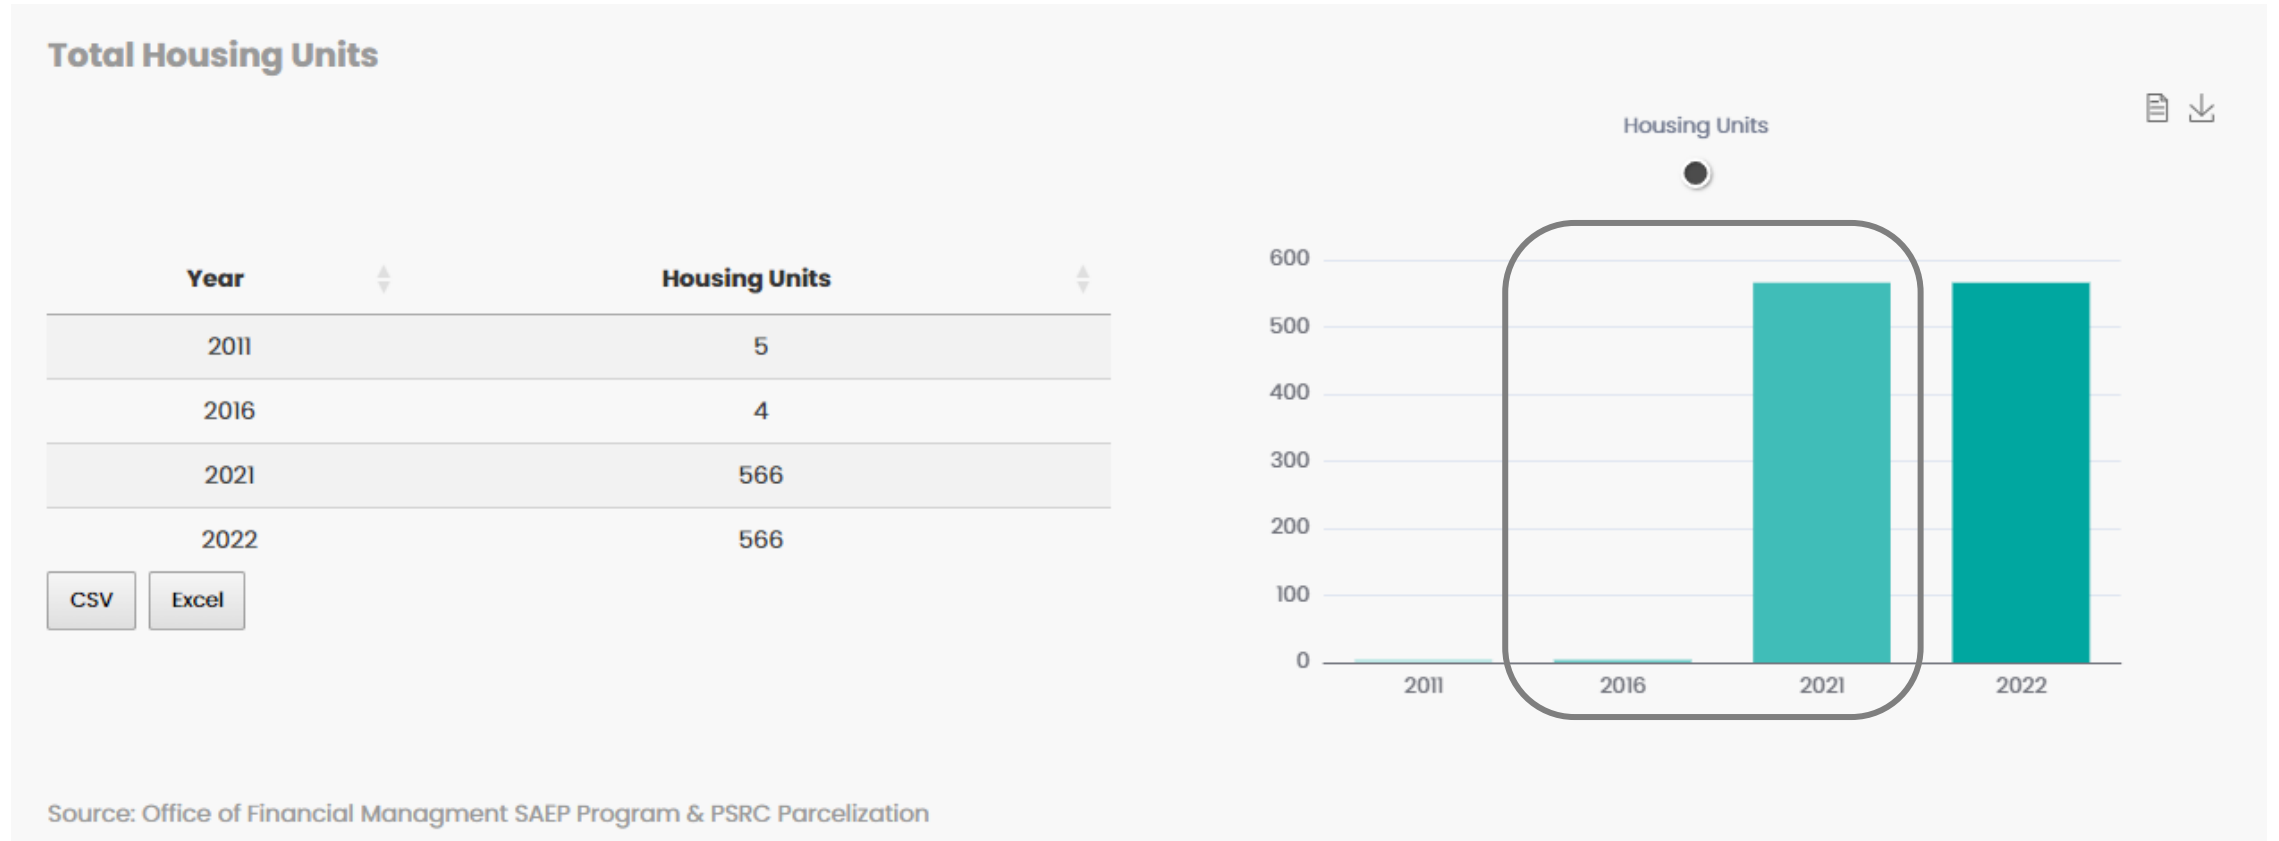 Total Housing Units
Year Housing Units
2011 5
2016 4
2021 566
2022 566
CSV Excel
Housing Units
600
500
400
300
200
100
0
2011 2016 2021 2022
Source: Office of Financial Managment SAEP Program & PSRC Parcelization